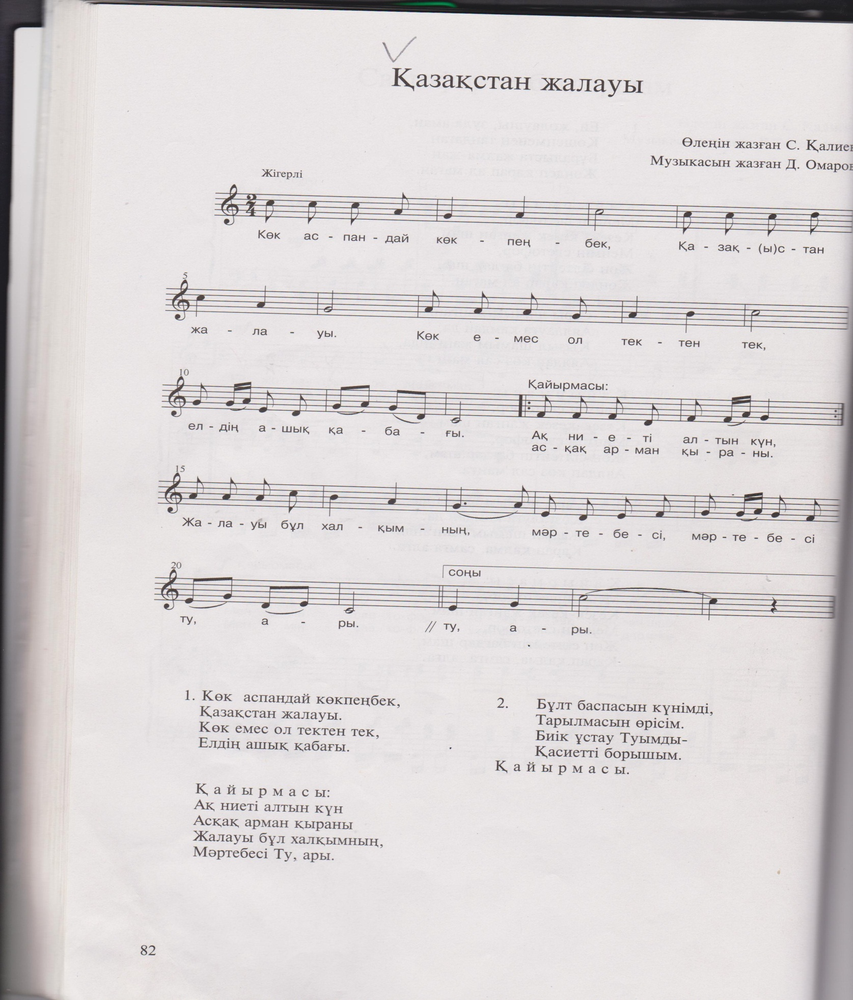 Қазақстан жалауы
Өлеңін жазған С. Қалиев
Музыкасын жазған Д. Омаров
Жігерлі
2
4
Көк ас - пан - дай көк - пең - бек, Қа - зақ - (ы)с - тан
5
жа - ла - уы. Көк е - мес ол тек - тен тек,
10
Қайырмасы:
ел - дің а - шық қа - ба - ғы. Ақ ни - е - ті ал - тын күн,
ас - қақ ар - ман қы - ра - ны.
15
Жа - ла - уы бұл хал - қым - ның, мәр - те - бе - сі, мәр - те - бе - сі
20
соңы
ту, а - ры. // ту, а - ры.
1. Көк аспандай көкпеңбек,
Қазақстан жалауы.
Көк емес ол тектен тек,
Елдің ашық қабағы.
Қайырмасы:
Ақ ниеті алтын күн
Асқақ арман қыраны
Жалауы бұл халқымның,
Мәртебесі Ту, ары.
2. Бұлт баспасын күнімді,
Тарылмасын өрісім.
Биік ұстау Туымды-
Қасиетті борышым.
Қайырмасы.
82